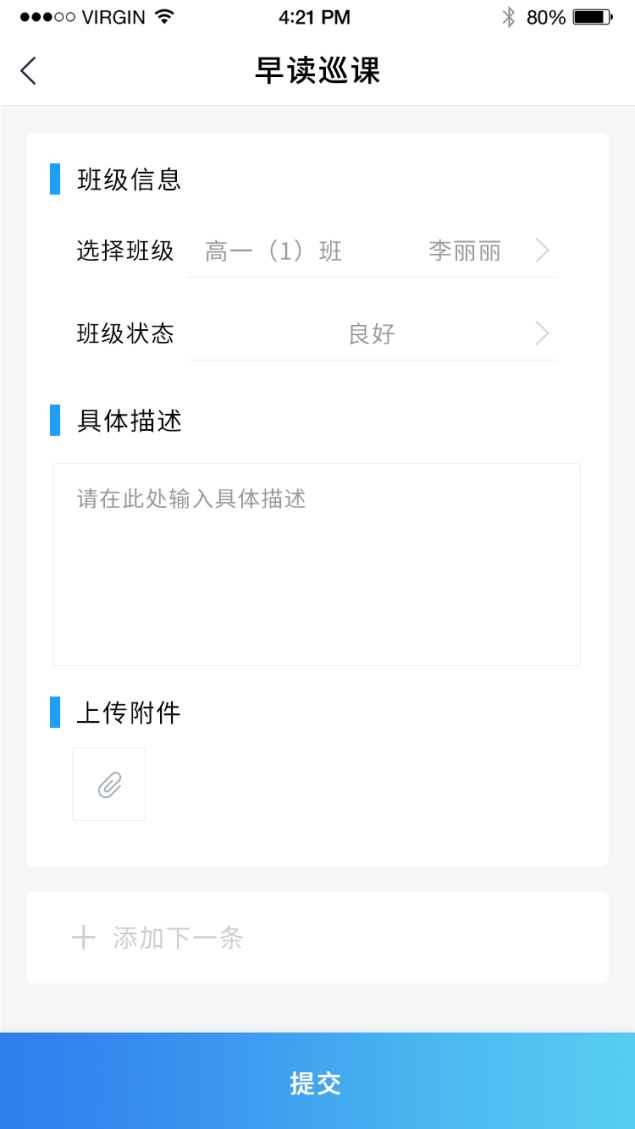 VIRGIN 4:21 PM 80%
早读巡课
班级信息
选择班级 高一（1）班 李丽丽
班级状态 良好
具体描述
请在此处输入具体描述
上传附件
添加下一条
提交